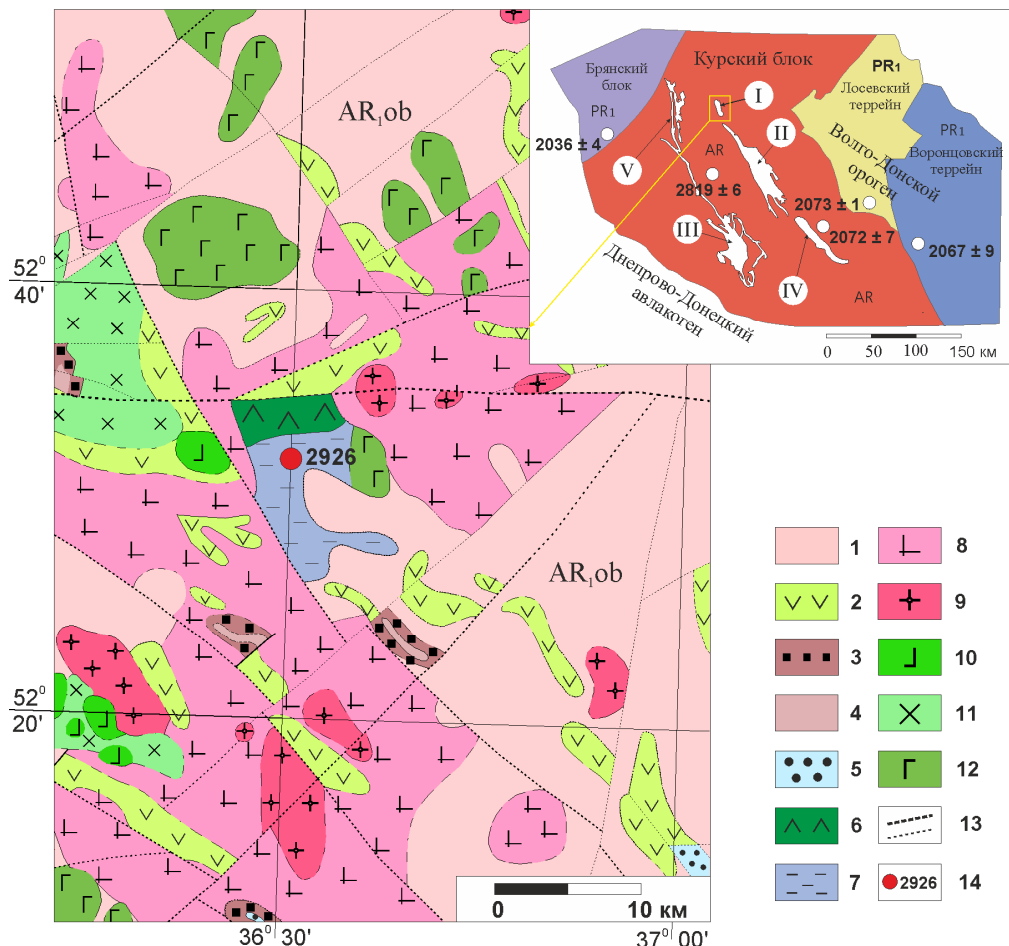 AR₁ob
52⁰
40'
2926
AR₁ob
52⁰
20'
0
10 км
36⁰ 30'
37⁰ 00'
Брянский
блок
PR1
2036 ± 4
Курский блок
I
II
V
AR
2819 ± 6
III
PR1
Лосевский
террейн
Волго-Донской
ороген
PR1
Воронцовский
террейн
2073 ± 1
2072 ± 7
2067 ± 9
IV
AR
Днепрово-Донецкий
авлакоген
0 50 100 150 км
1
2
3
4
5
6
7
8
9
10
11
12
13
2926 14